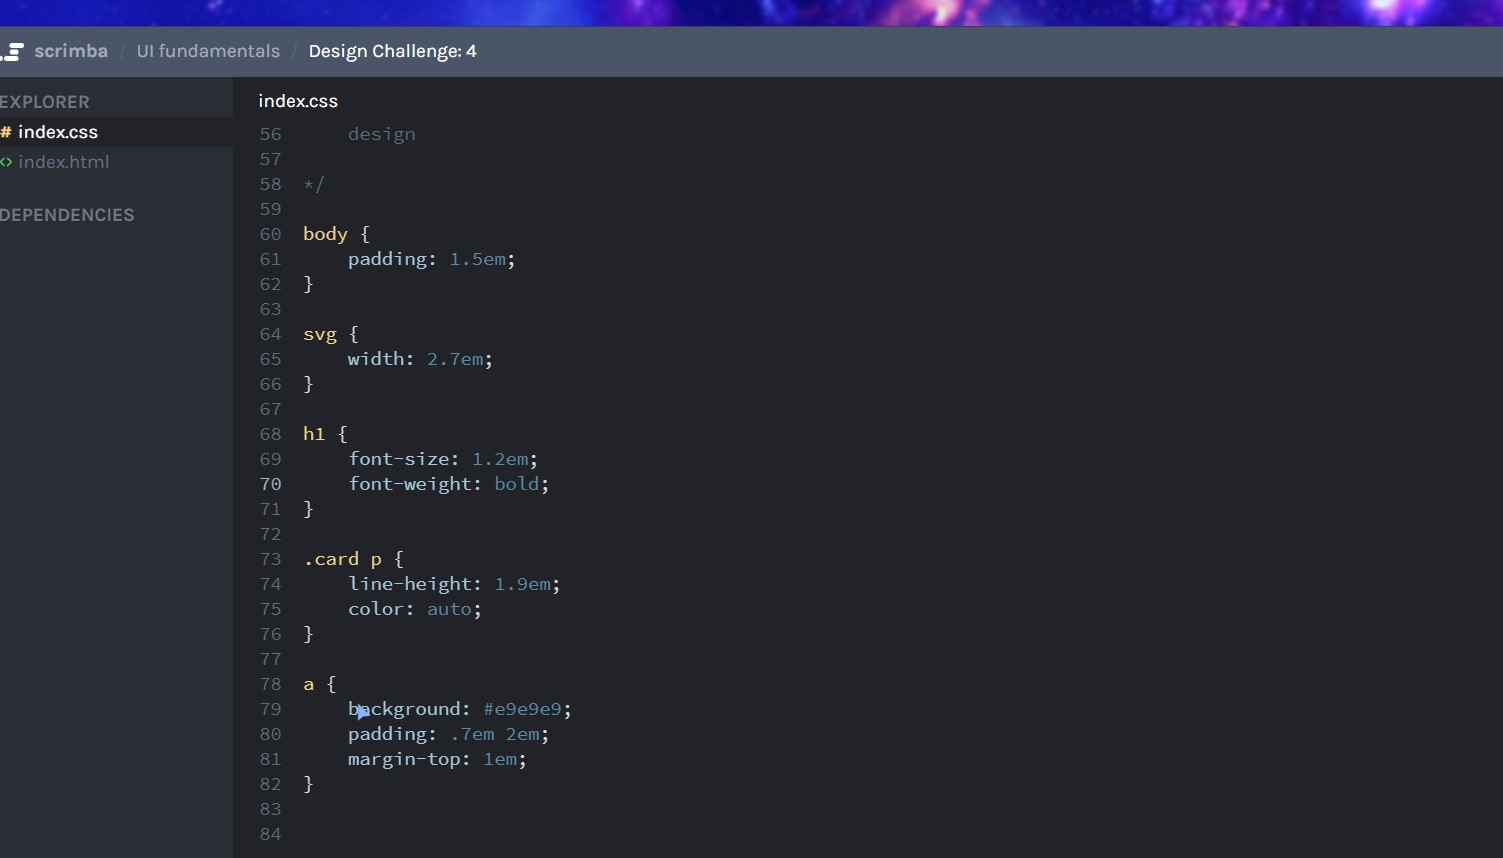 scrimba / UI fundamentals / Design Challenge: 4
EXPLORER
# index.css
<> index.html
DEPENDENCIES
index.css
56 design
57
58 */
59
60 body {
61 padding: 1.5em;
62 }
63
64 svg {
65 width: 2.7em;
66 }
67
68 h1 {
69 font-size: 1.2em;
70 font-weight: bold;
71 }
72
73 .card p {
74 line-height: 1.9em;
75 color: auto;
76 }
77
78 a {
79 background: #e9e9e9;
80 padding: .7em 2em;
81 margin-top: 1em;
82 }
83
84